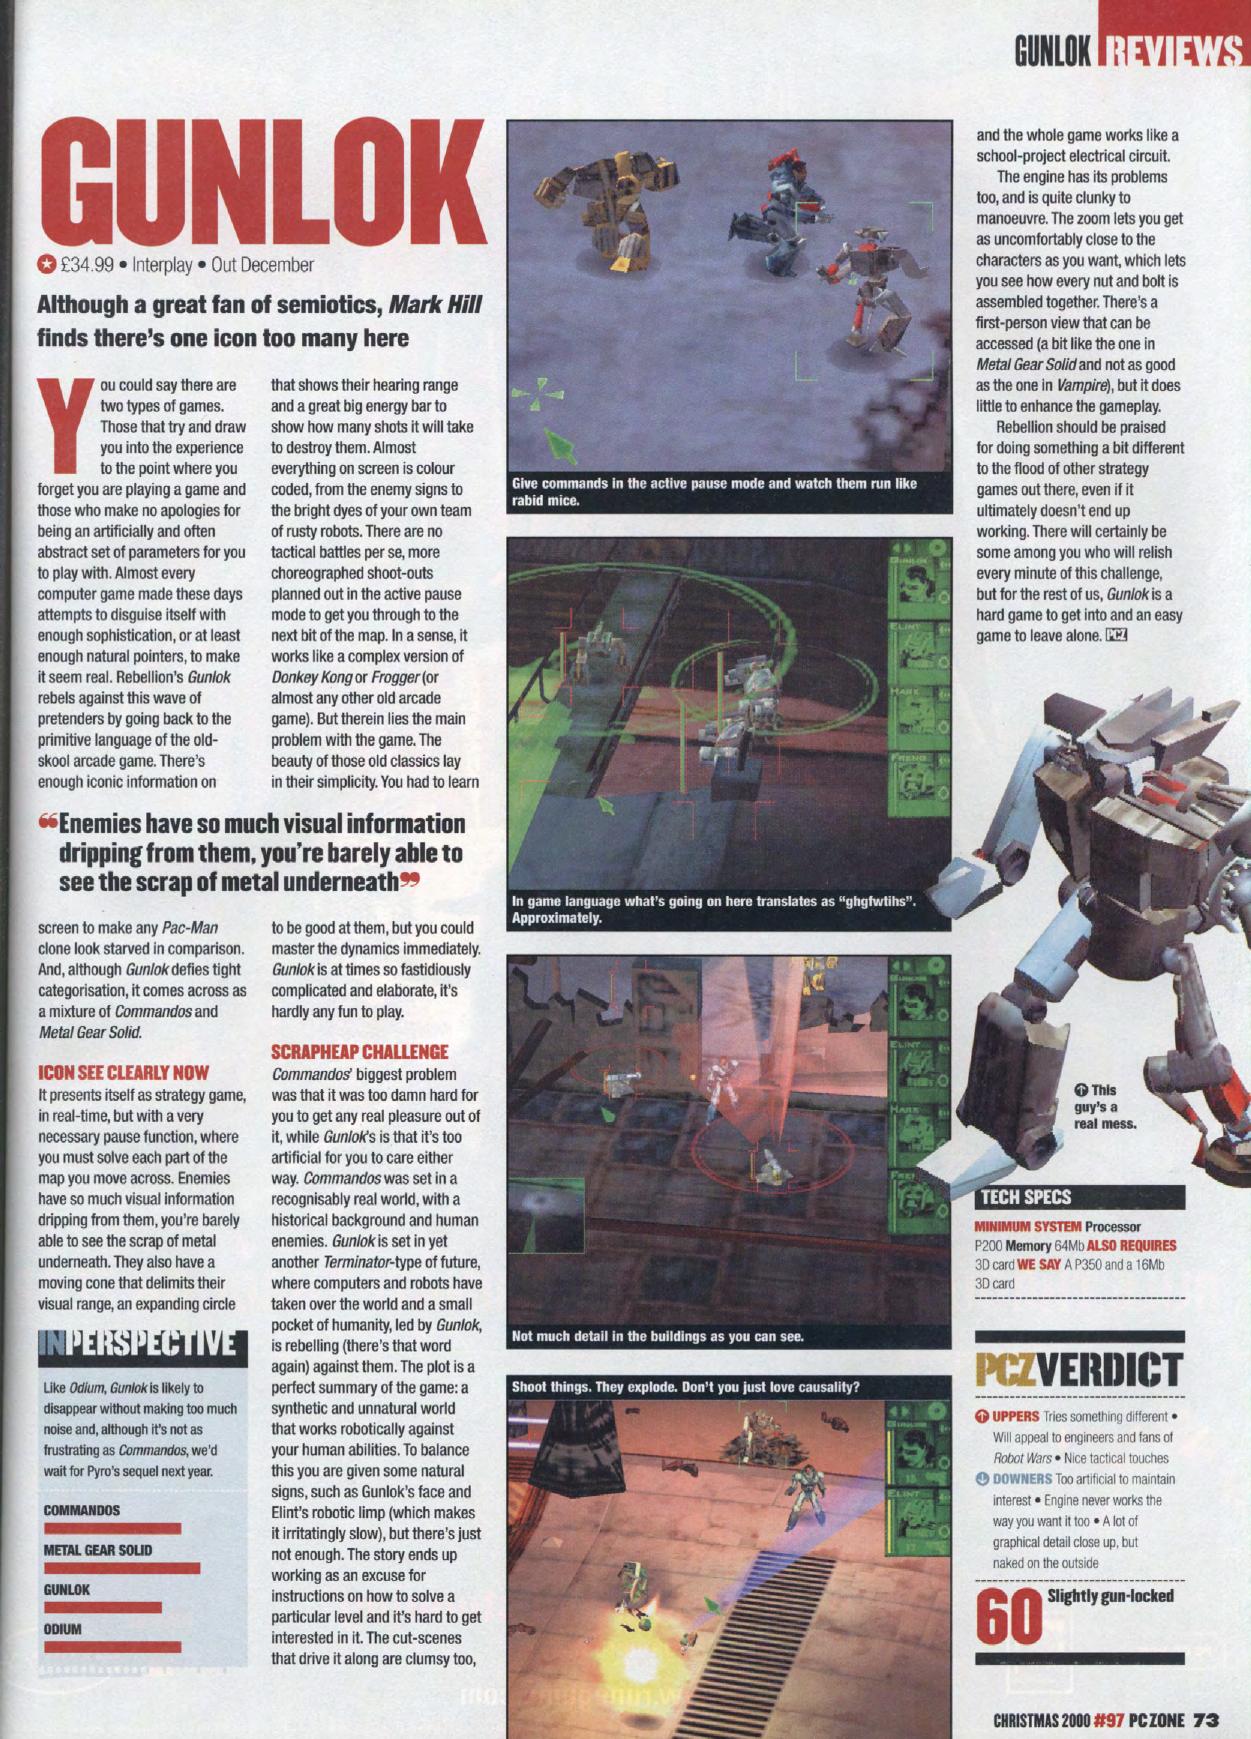 GUNLOK REVIEWS
GUNLOK
£34.99 • Interplay • Out December
Although a great fan of semiotics, Mark Hill
finds there's one icon too many here
You could say there are
two types of games.
Those that try and draw
you into the experience
to the point where you
forget you are playing a game and
those who make no apologies for
being an artificially and often
abstract set of parameters for you
to play with. Almost every
computer game made these days
attempts to disguise itself with
enough sophistication, or at least
enough natural pointers, to make
it seem real. Rebellion's Gunlok
rebels against this wave of
pretenders by going back to the
primitive language of the old-
skool arcade game. There's
enough iconic information on
screen to make any Pac-Man
clone look starved in comparison.
And, although Gunlok defies tight
categorisation, it comes across as
a mixture of Commandos and
Metal Gear Solid.
ICON SEE CLEARLY NOW
It presents itself as strategy game,
in real-time, but with a very
necessary pause function, where
you must solve each part of the
map you move across. Enemies
have so much visual information
dripping from them, you're barely
able to see the scrap of metal
underneath. They also have a
moving cone that delimits their
visual range, an expanding circle
that shows their hearing range
and a great big energy bar to
show how many shots it will take
to destroy them. Almost
everything on screen is colour
coded, from the enemy signs to
the bright dyes of your own team
of rusty robots. There are no
tactical battles per se, more
choreographed shoot-outs
planned out in the active pause
mode to get you through to the
next bit of the map. In a sense, it
works like a complex version of
Donkey Kong or Frogger (or
almost any other old arcade
game). But therein lies the main
problem with the game. The
beauty of those old classics lay
in their simplicity. You had to learn
"Enemies have so much visual information
dripping from them, you're barely able to
see the scrap of metal underneath"
to be good at them, but you could
master the dynamics immediately.
Gunlok is at times so fastidiously
complicated and elaborate, it's
hardly any fun to play.
SCRAPHEAP CHALLENGE
Commandos' biggest problem
was that it was too damn hard for
you to get any real pleasure out of
it, while Gunlok's is that it's too
artificial for you to care either
way. Commandos was set in a
recognisably real world, with a
historical background and human
enemies. Gunlok is set in yet
another Terminator-type of future,
where computers and robots have
taken over the world and a small
pocket of humanity, led by Gunlok,
is rebelling (there's that word
again) against them. The plot is a
perfect summary of the game: a
synthetic and unnatural world
that works robotically against
your human abilities. To balance
this you are given some natural
signs, such as Gunlok's face and
Elint's robotic limp (which makes
it irritatingly slow), but there's just
not enough. The story ends up
working as an excuse for
instructions on how to solve a
particular level and it's hard to get
interested in it. The cut-scenes
that drive it along are clumsy too,
and the whole game works like a
school-project electrical circuit.
The engine has its problems
too, and is quite clunky to
manoeuvre. The zoom lets you get
as uncomfortably close to the
characters as you want, which lets
you see how every nut and bolt is
assembled together. There's a
first-person view that can be
accessed (a bit like the one in
Metal Gear Solid and not as good
as the one in Vampire), but it does
little to enhance the gameplay.
Rebellion should be praised
for doing something a bit different
to the flood of other strategy
games out there, even if it
ultimately doesn't end up
working. There will certainly be
some among you who will relish
every minute of this challenge,
but for the rest of us, Gunlok is a
hard game to get into and an easy
game to leave alone. PCZ
INPERSPECTIVE
Like Odium, Gunlok is likely to
disappear without making too much
noise and, although it's not as
frustrating as Commandos, we'd
wait for Pyro's sequel next year.
COMMANDOS
METAL GEAR SOLID
GUNLOK
ODIUM
Give commands in the active pause mode and watch them run like
rabid mice.
GUNLOK
ELINT
HARK
FREND
In game language what's going on here translates as "ghgfwtihs".
Approximately.
ELINT
HARK
Not much detail in the buildings as you can see.
Shoot things. They explode. Don't you just love causality?
ELINT
This
guy's a
real mess.
TECH SPECS
MINIMUM SYSTEM Processor
P200 Memory 64Mb ALSO REQUIRES
3D card WE SAY A P350 and a 16Mb
3D card
PCZVERDICT
UPPERS Tries something different •
Will appeal to engineers and fans of
Robot Wars • Nice tactical touches
DOWNERS Too artificial to maintain
interest • Engine never works the
way you want it too • A lot of
graphical detail close up, but
naked on the outside
60 Slightly gun-locked
CHRISTMAS 2000 #97 PCZONE 73